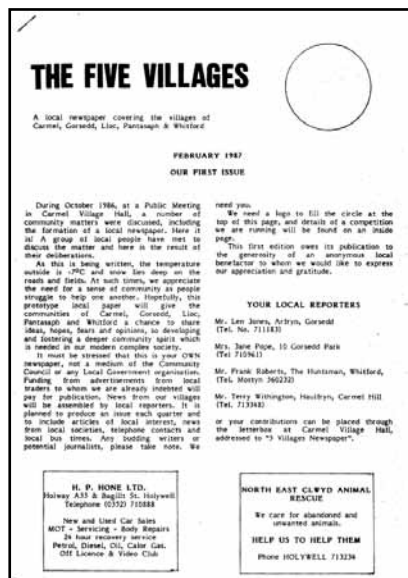 THE FIVE VILLAGES
A local newspaper covering the villages of
Carmel, Gorsedd, Lloc, Pantasaph & Whitford
FEBRUARY 1987
OUR FIRST ISSUE
During October 1986, at a Public Meeting
in Carmel Village Hall, a number of
community matters were discussed, including
the formation of a local newspaper. Here it
is! A group of local people have met to
discuss the matter and here is the result of
their deliberations.
As this is being written, the temperature
outside is -7ºC and snow lies deep on the
roads and fields. At such times, we appreciate
the need for a sense of community as people
struggle to help one another. Hopefully, this
prototype local paper will give the
communities of Carmel, Gorsedd, Lloc,
Pantasaph and Whitford a chance to share
ideas, hopes, fears and opinions, so developing
and fostering a deeper community spirit which
is needed in our modern complex society.
It must be stressed that this is your OWN
newspaper, not a medium of the Community
Council or any Local Government organisation.
Funding from advertisements from local
traders to whom we are already indebted will
pay for publication. News from our villages
will be assembled by local reporters. It is
planned to produce an issue each quarter and
to include articles of local interest, news
from local societies, telephone contacts and
local bus times. Any budding writers or
potential journalists, please take note. We
need you.
We need a logo to fill the circle at the
top of this page, and details of a competition
we are running will be found on an inside
page.
This first edition owes its publication to
the generosity of an anonymous local
benefactor to whom we would like to express
our appreciation and gratitude.
YOUR LOCAL REPORTERS
Mr. Len Jones, Arfryn, Gorsedd
(Tel. No. 711183)
Mrs. Jane Pope, 10 Gorsedd Park
(Tel 710961)
Mr. Frank Roberts, The Huntsman, Whitford,
(Tel. Mostyn 360232)
Mr. Terry Withington, Haulfryn, Carmel Hill
(Tel. 713348)
or your contributions can be placed through
the letterbox at Carmel Village Hall,
addressed to "5 Villages Newspaper".
H. P. HONE LTD.
Holway A55 & Bagillt St. Holywell
Telephone (0352) 710888
New and Used Car Sales
MOT - Servicing - Body Repairs
24 hour recovery service
Petrol, Diesel, Oil, Calor Gas.
Off Licence & Video Club
NORTH EAST CLWYD ANIMAL
RESCUE
We care for abandoned and
unwanted animals.
HELP US TO HELP THEM
Phone HOLYWELL 713236